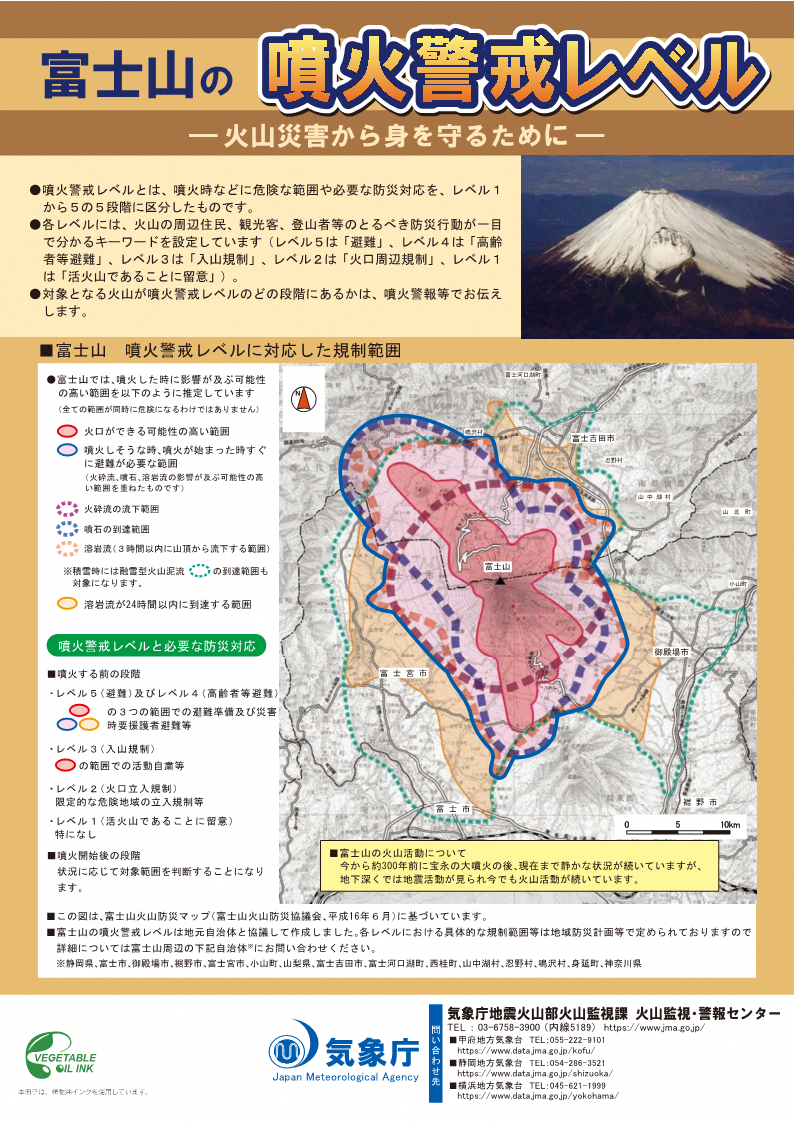 富士山の 噴火警戒レベル
― 火山災害から身を守るために ―
●噴火警戒レベルとは、噴火時などに危険な範囲や必要な防災対応を、レベル１
から５の５段階に区分したものです。
●各レベルには、火山の周辺住民、観光客、登山者等のとるべき防災行動が一目
で分かるキーワードを設定しています（レベル５は「避難」、レベル４は「高齢
者等避難」、レベル３は「入山規制」、レベル２は「火口周辺規制」、レベル１
は「活火山であることに留意」）。
●対象となる火山が噴火警戒レベルのどの段階にあるかは、噴火警報等でお伝え
します。
■富士山　噴火警戒レベルに対応した規制範囲
●富士山では、噴火した時に影響が及ぶ可能性
の高い範囲を以下のように推定しています
（全ての範囲が同時に危険になるわけではありません）
火口ができる可能性の高い範囲
噴火しそうな時、噴火が始まった時すぐ
に避難が必要な範囲
（火砕流、噴石、溶岩流の影響が及ぶ可能性の高
い範囲を重ねたものです）
火砕流の流下範囲
噴石の到達範囲
溶岩流（３時間以内に山頂から流下する範囲）
※積雪時には融雪型火山泥流 の到達範囲も
対象になります。
溶岩流が24時間以内に到達する範囲
噴火警戒レベルと必要な防災対応
■噴火する前の段階
・レベル５（避難）及びレベル４（高齢者等避難）
の３つの範囲での避難準備及び災害
時要援護者避難等
・レベル３（入山規制）
の範囲での活動自粛等
・レベル２（火口立入規制）
限定的な危険地域の立入規制等
・レベル１（活火山であることに留意）
特になし
■噴火開始後の段階
状況に応じて対象範囲を判断することになり
ます。
N
富士河口湖町
鳴沢村
富士吉田市
忍野村
山中湖村
山北町
小山町
富士山
御殿場市
富士宮市
富士市
裾野市
0 5 10km
■富士山の火山活動について
今から約300年前に宝永の大噴火の後、現在まで静かな状況が続いていますが、
地下深くでは地震活動が見られ今でも火山活動が続いています。
■この図は、富士山火山防災マップ（富士山火山防災協議会、平成16年６月）に基づいています。
■富士山の噴火警戒レベルは地元自治体と協議して作成しました。各レベルにおける具体的な規制範囲等は地域防災計画等で定められておりますので
詳細については富士山周辺の下記自治体※にお問い合わせください。
※静岡県、富士市、御殿場市、裾野市、富士宮市、小山町、山梨県、富士吉田市、富士河口湖町、西桂町、山中湖村、忍野村、鳴沢村、身延町、神奈川県
VEGETABLE
OIL INK
本冊子は、植物油インクを使用しています。
気象庁
Japan Meteorological Agency
問い合わせ先
気象庁地震火山部火山監視課 火山監視・警報センター
TEL : 03-6758-3900（内線5189） https://www.jma.go.jp/
■甲府地方気象台 TEL:055-222-9101
https://www.data.jma.go.jp/kofu/
■静岡地方気象台 TEL:054-286-3521
https://www.data.jma.go.jp/shizuoka/
■横浜地方気象台 TEL:045-621-1999
https://www.data.jma.go.jp/yokohama/